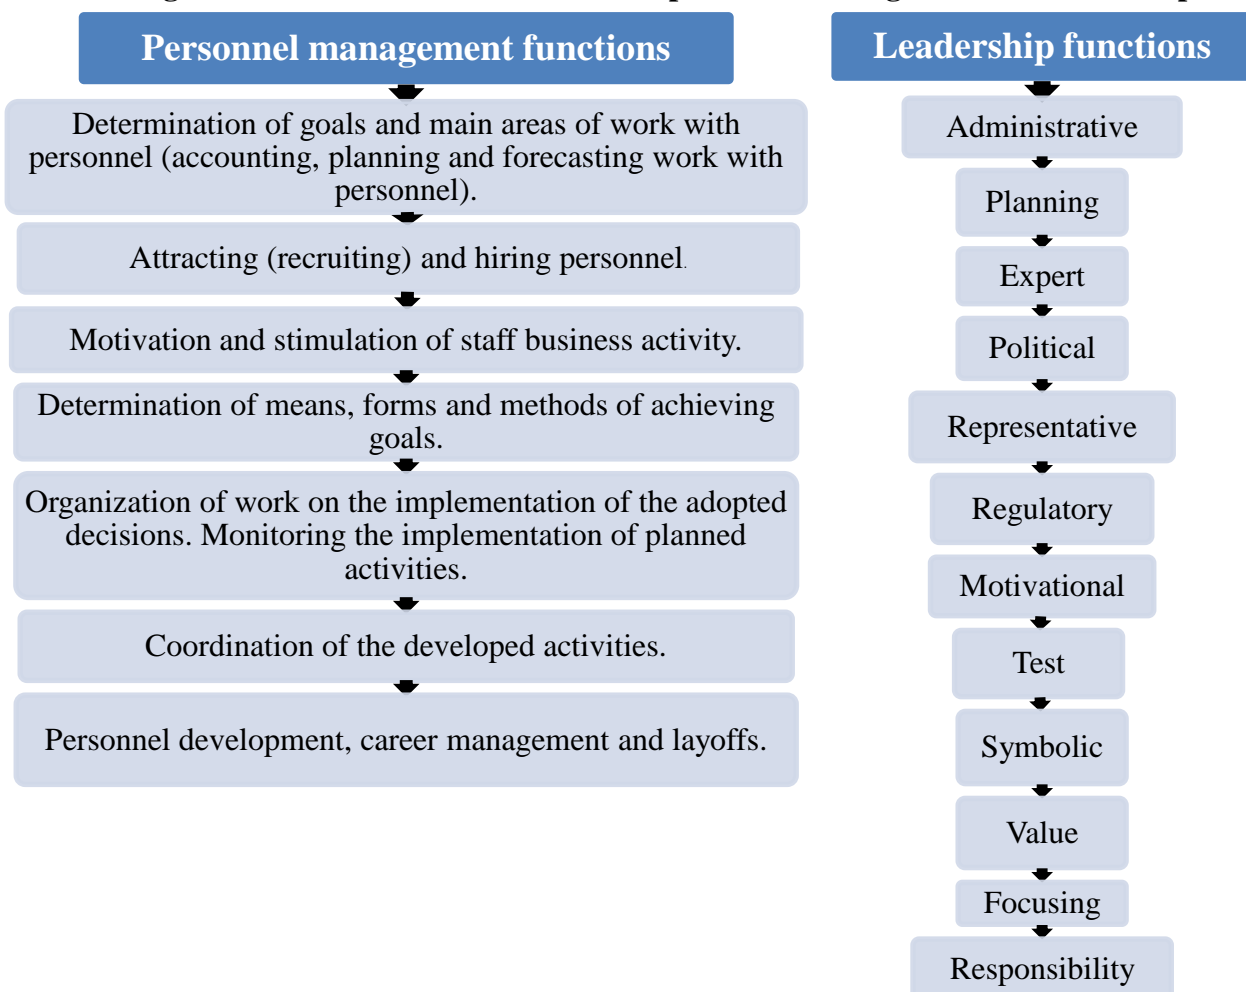 Personnel management functions
Determination of goals and main areas of work with
personnel (accounting, planning and forecasting work with
personnel).
Attracting (recruiting) and hiring personnel.
Motivation and stimulation of staff business activity.
Determination of means, forms and methods of achieving
goals.
Organization of work on the implementation of the adopted
decisions. Monitoring the implementation of planned
activities.
Coordination of the developed activities.
Personnel development, career management and layoffs.
Leadership functions
Administrative
Planning
Expert
Political
Representative
Regulatory
Motivational
Test
Symbolic
Value
Focusing
Responsibility